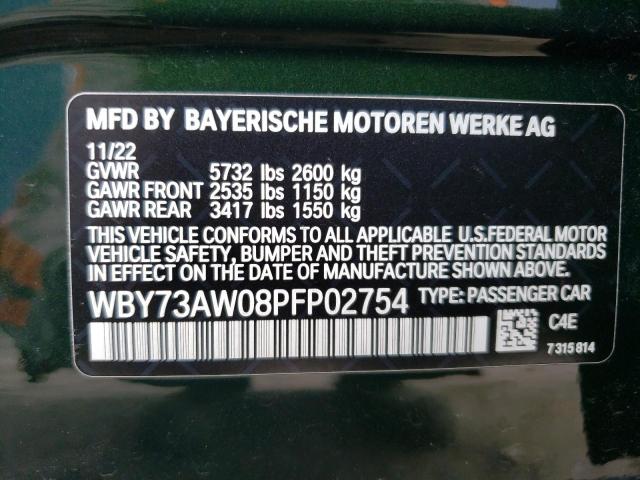 MFD BY BAYERISCHE MOTOREN WERKE AG
11/22
GVWR 5732 lbs 2600 kg
GAWR FRONT 2535 lbs 1150 kg
GAWR REAR 3417 lbs 1550 kg
THIS VEHICLE CONFORMS TO ALL APPLICABLE U.S.FEDERAL MOTOR
VEHICLE SAFETY, BUMPER AND THEFT PREVENTION STANDARDS
IN EFFECT ON THE DATE OF MANUFACTURE SHOWN ABOVE.
WBY73AW08PFP02754 TYPE: PASSENGER CAR
C4E
7 315 814